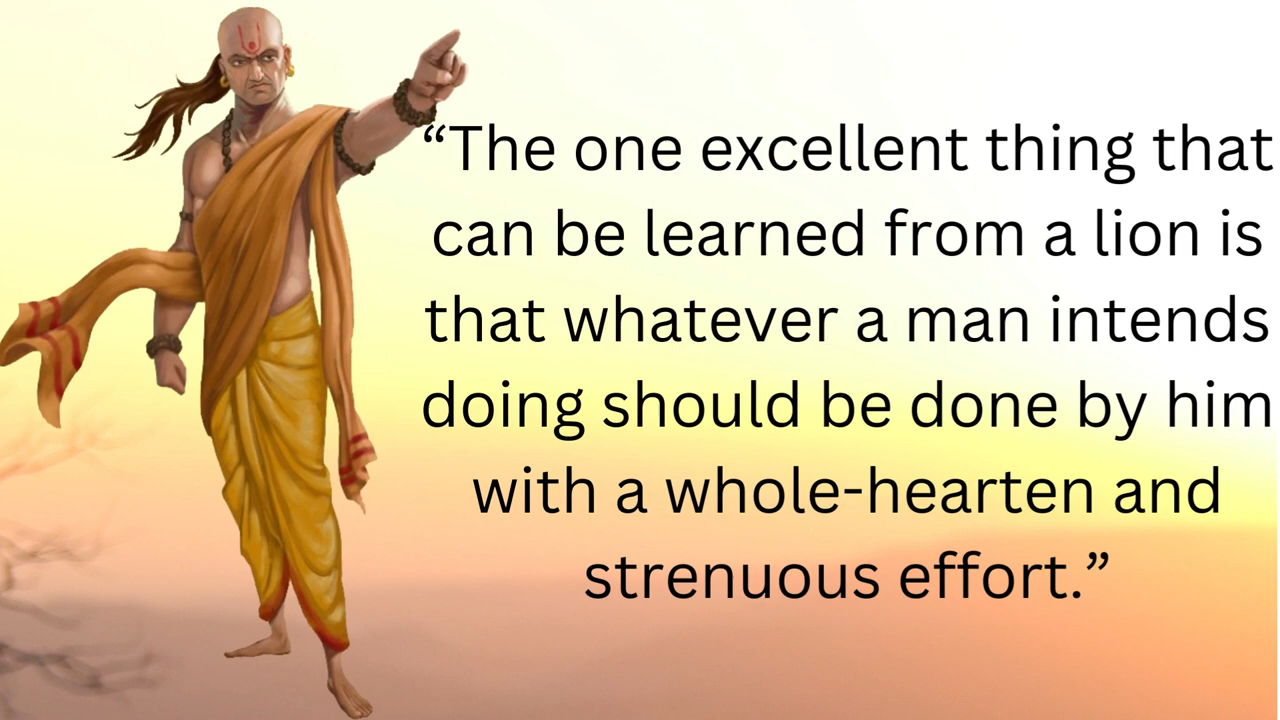 “The one excellent thing that
can be learned from a lion is
that whatever a man intends
doing should be done by him
with a whole-hearten and
strenuous effort.”